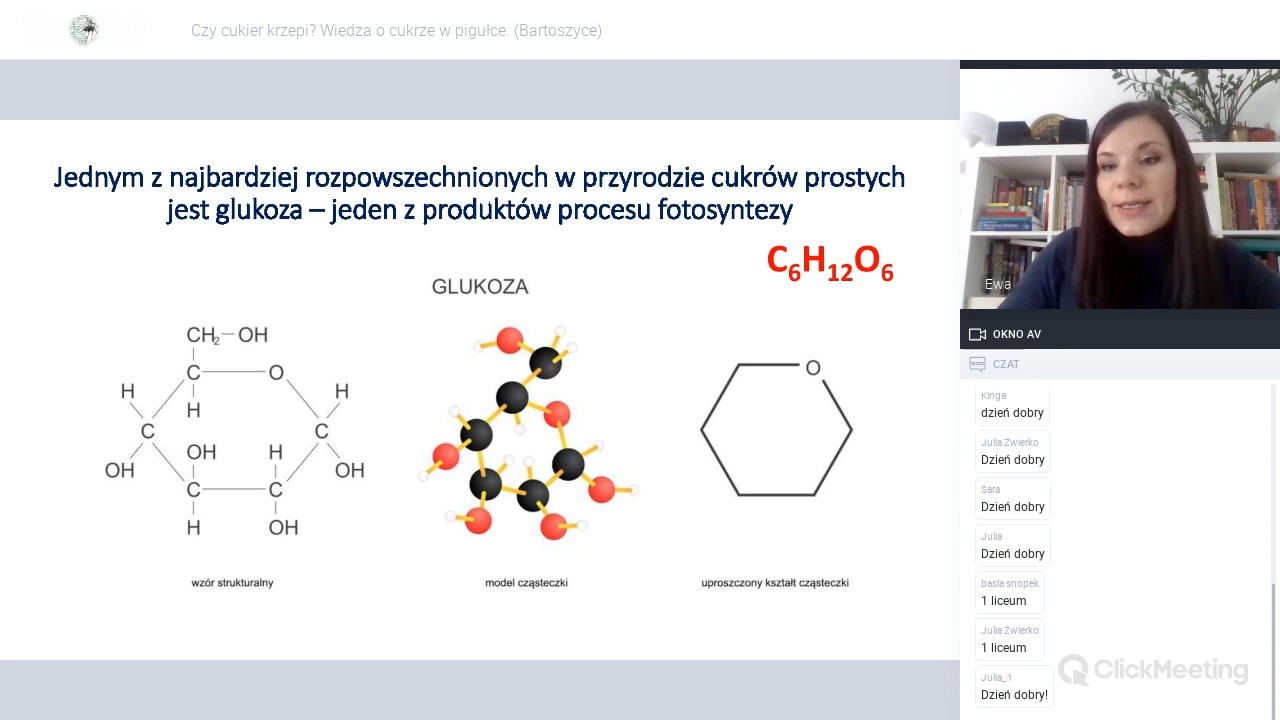 Czy cukier krzepi? Wiedza o cukrze w pigułce. (Bartoszyce)
Jednym z najbardziej rozpowszechnionych w przyrodzie cukrów prostych
jest glukoza – jeden z produktów procesu fotosyntezy
C6H12O6
GLUKOZA
CH2 OH
C O
H H
H
C C
OH H
OH OH
C C
H OH
O
wzór strukturalny
model cząsteczki
uproszczony kształt cząsteczki
Ewa
OKNO AV
CZAT
Kinga
dzień dobry
Julia Żwierko
Dzień dobry
Sara
Dzień dobry
Julia
Dzień dobry
basia snopek
1 liceum
Julia Żwierko
1 liceum
Julia_1
Dzień dobry!
ClickMeeting